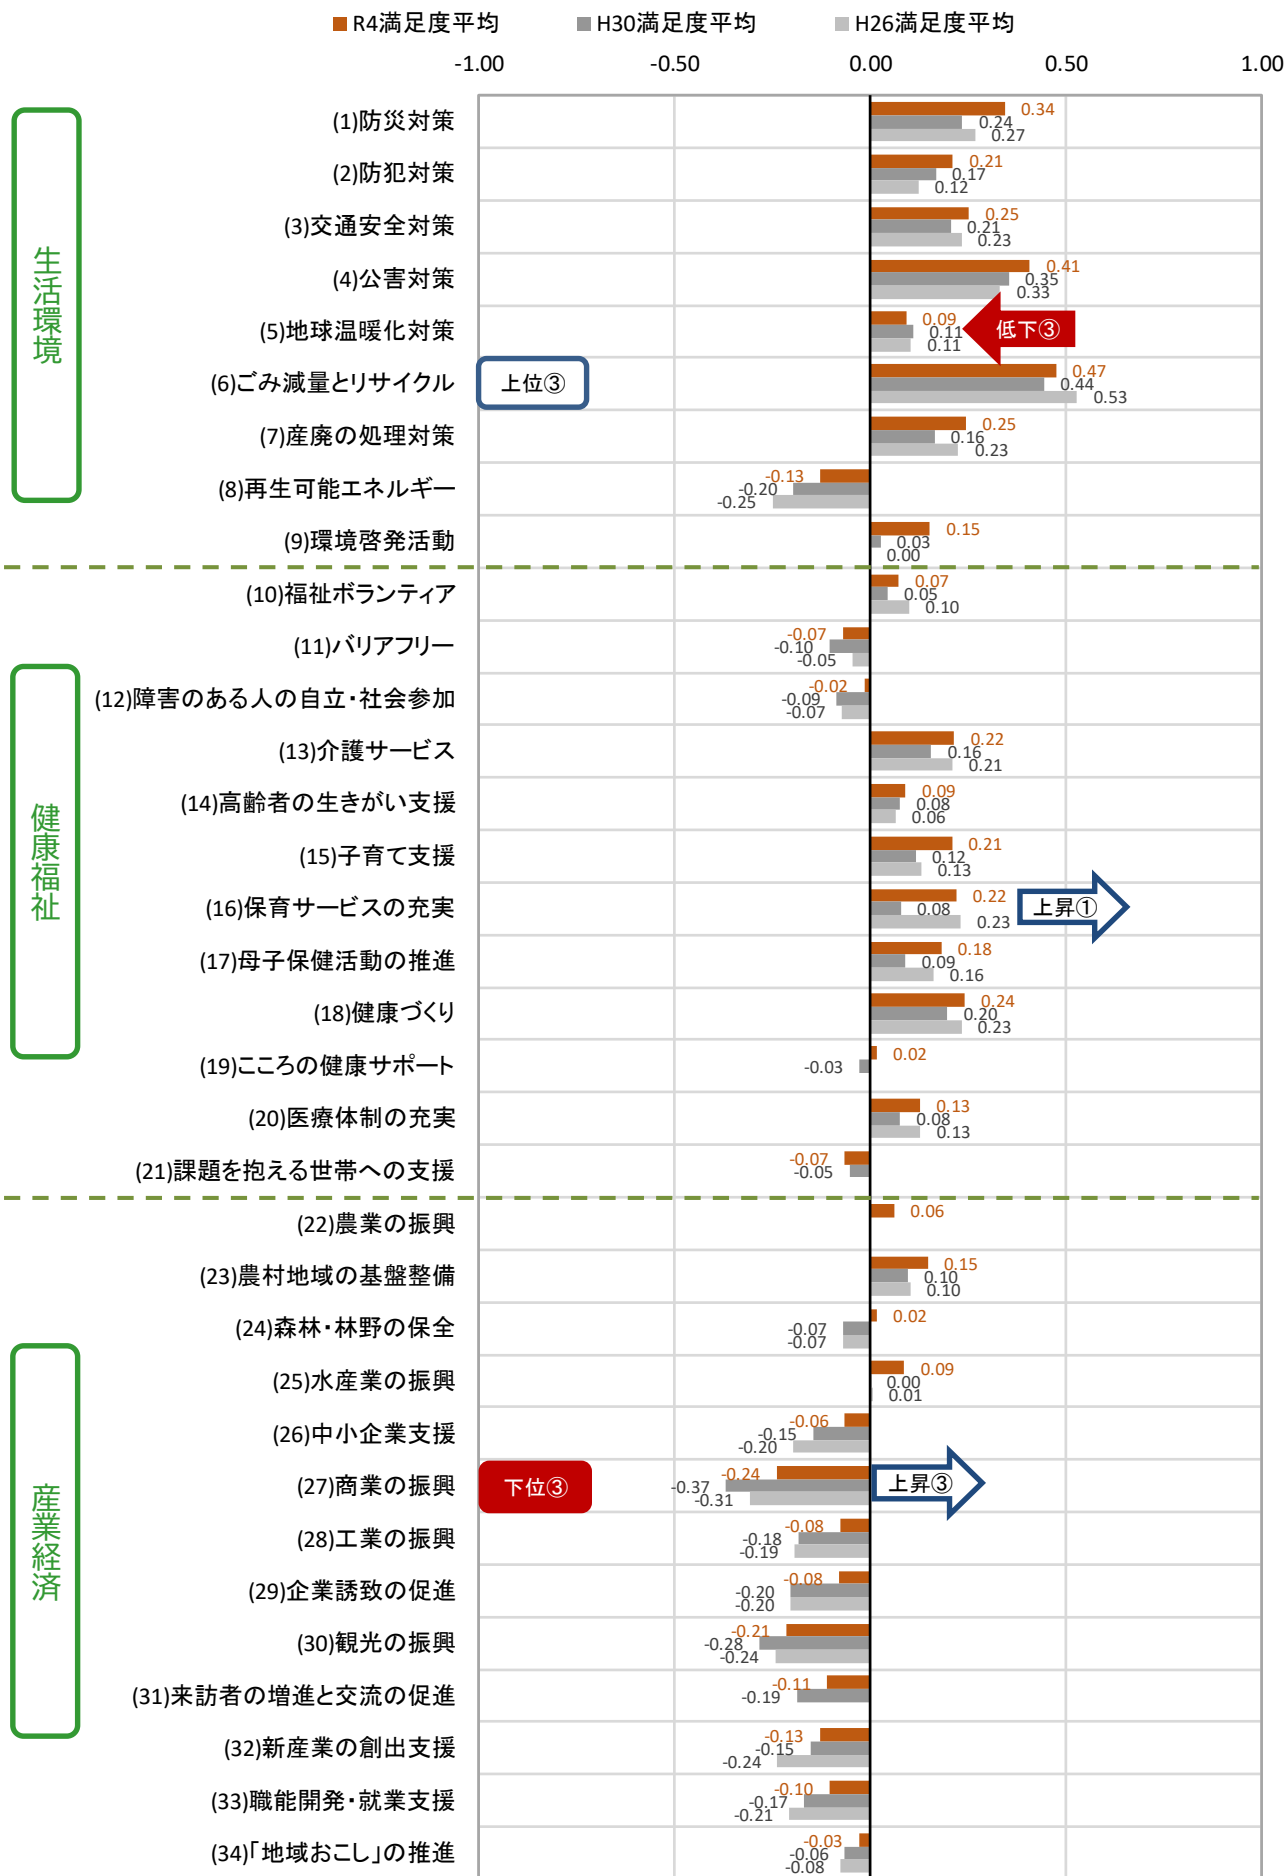 R4満足度平均 H30満足度平均 H26満足度平均
-1.00 -0.50 0.00 0.50 1.00
生活環境
(1)防災対策 0.34 0.24 0.27
(2)防犯対策 0.21 0.17 0.12
(3)交通安全対策 0.25 0.21 0.23
(4)公害対策 0.41 0.35 0.33
(5)地球温暖化対策 0.09 0.11 0.11 低下③
(6)ごみ減量とリサイクル 上位③ 0.47 0.44 0.53
(7)産廃の処理対策 0.25 0.16 0.23
(8)再生可能エネルギー -0.13 -0.20 -0.25
(9)環境啓発活動 0.15 0.03 0.00
健康福祉
(10)福祉ボランティア 0.07 0.05 0.10
(11)バリアフリー -0.07 -0.10 -0.05
(12)障害のある人の自立・社会参加 -0.02 -0.09 -0.07
(13)介護サービス 0.22 0.16 0.21
(14)高齢者の生きがい支援 0.09 0.08 0.06
(15)子育て支援 0.21 0.12 0.13
(16)保育サービスの充実 0.22 0.08 0.23 上昇①
(17)母子保健活動の推進 0.18 0.09 0.16
(18)健康づくり 0.24 0.20 0.23
(19)こころの健康サポート 0.02 -0.03
(20)医療体制の充実 0.13 0.08 0.13
(21)課題を抱える世帯への支援 -0.07 -0.05
産業経済
(22)農業の振興 0.06
(23)農村地域の基盤整備 0.15 0.10 0.10
(24)森林・林野の保全 0.02 -0.07 -0.07
(25)水産業の振興 0.09 0.00 0.01
(26)中小企業支援 -0.06 -0.15 -0.20
(27)商業の振興 下位③ -0.24 -0.37 -0.31 上昇③
(28)工業の振興 -0.08 -0.18 -0.19
(29)企業誘致の促進 -0.08 -0.20 -0.20
(30)観光の振興 -0.21 -0.28 -0.24
(31)来訪者の増進と交流の促進 -0.11 -0.19
(32)新産業の創出支援 -0.13 -0.15 -0.24
(33)職能開発・就業支援 -0.10 -0.17 -0.21
(34)「地域おこし」の推進 -0.03 -0.06 -0.08